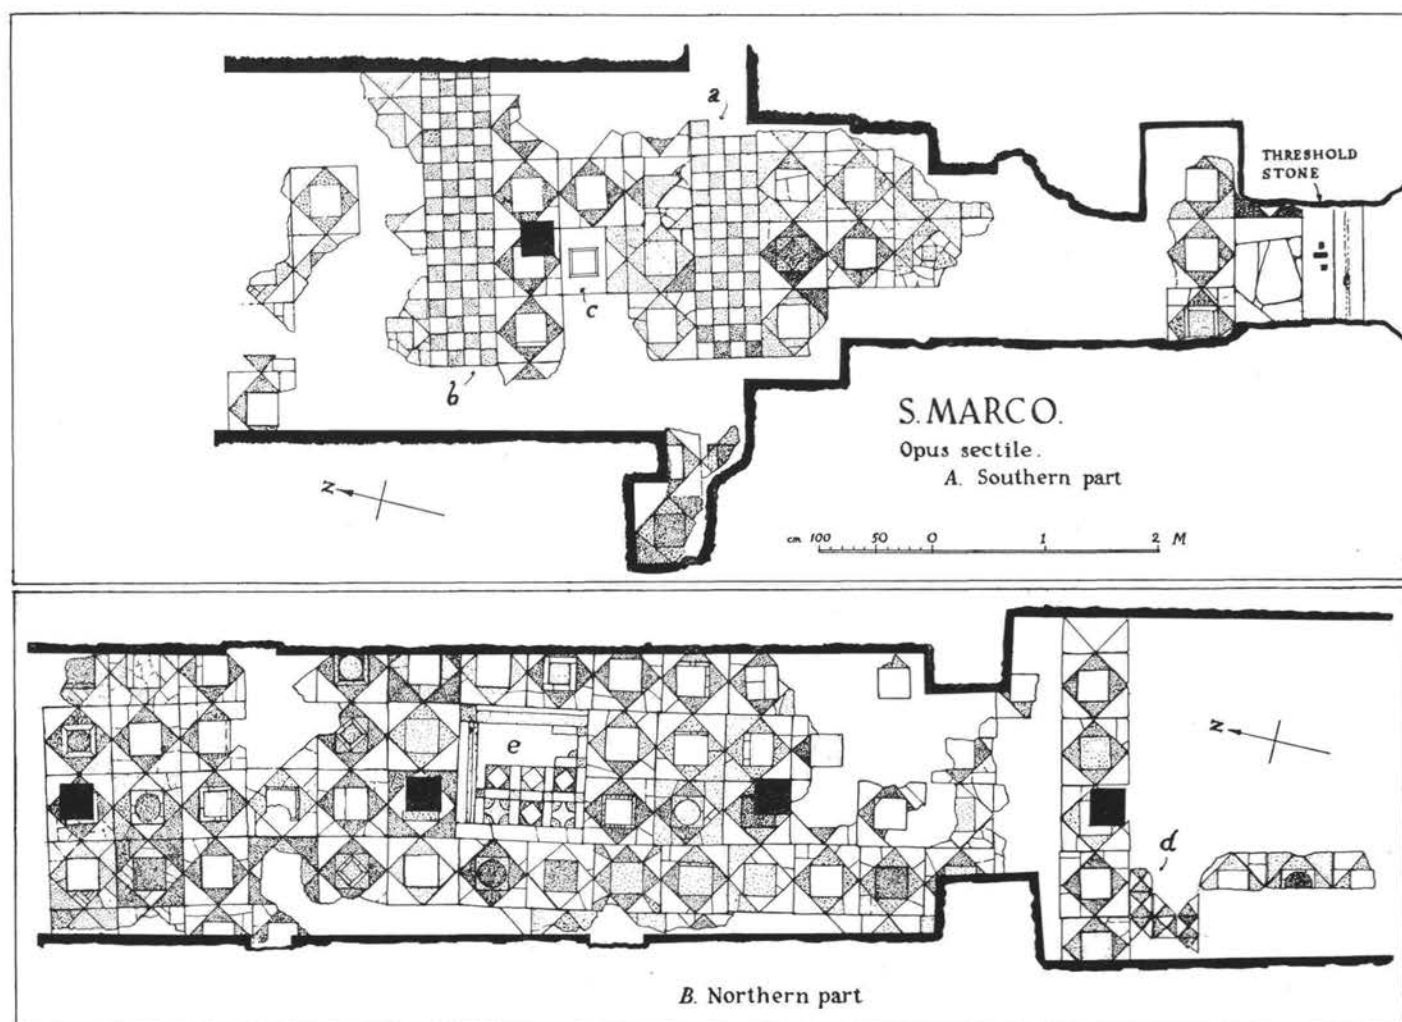 a
THRESHOLD
STONE
c
b
S. MARCO.
Opus sectile.
A. Southern part
N
cm 100 50 0 1 2 M
e
N
d
B. Northern part